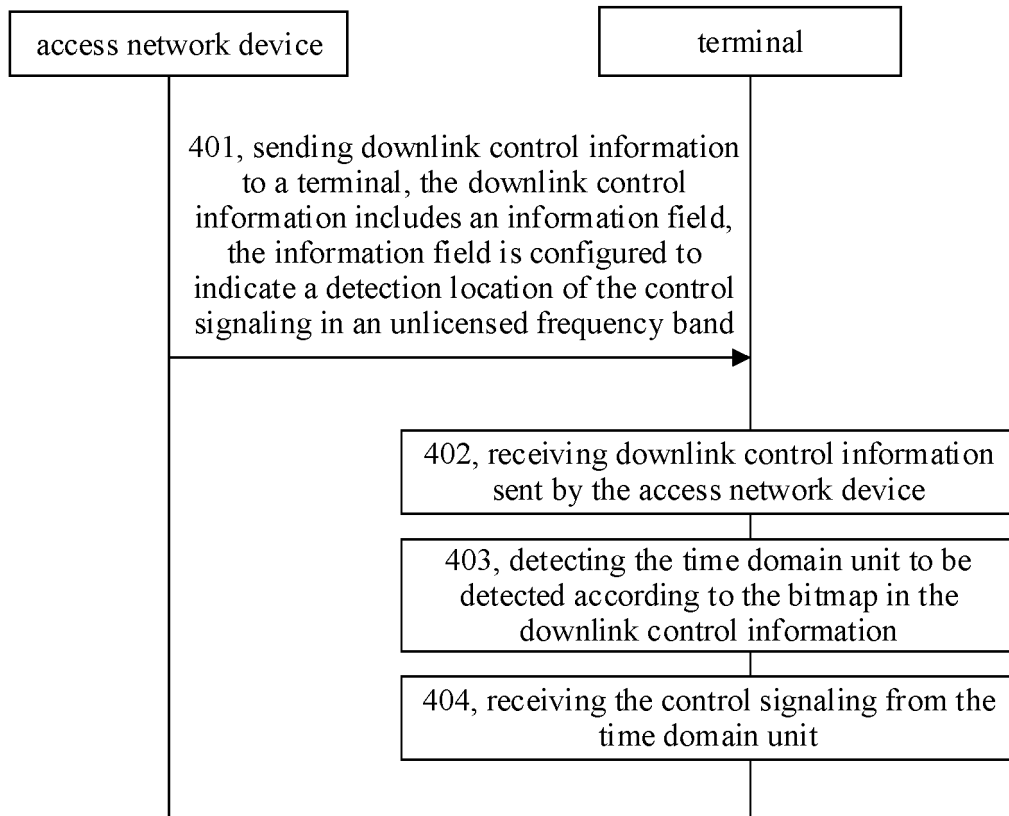 access network device
terminal
401, sending downlink control information
to a terminal, the downlink control
information includes an information field,
the information field is configured to
indicate a detection location of the control
signaling in an unlicensed frequency band
402, receiving downlink control information
sent by the access network device
403, detecting the time domain unit to be
detected according to the bitmap in the
downlink control information
404, receiving the control signaling from the
time domain unit